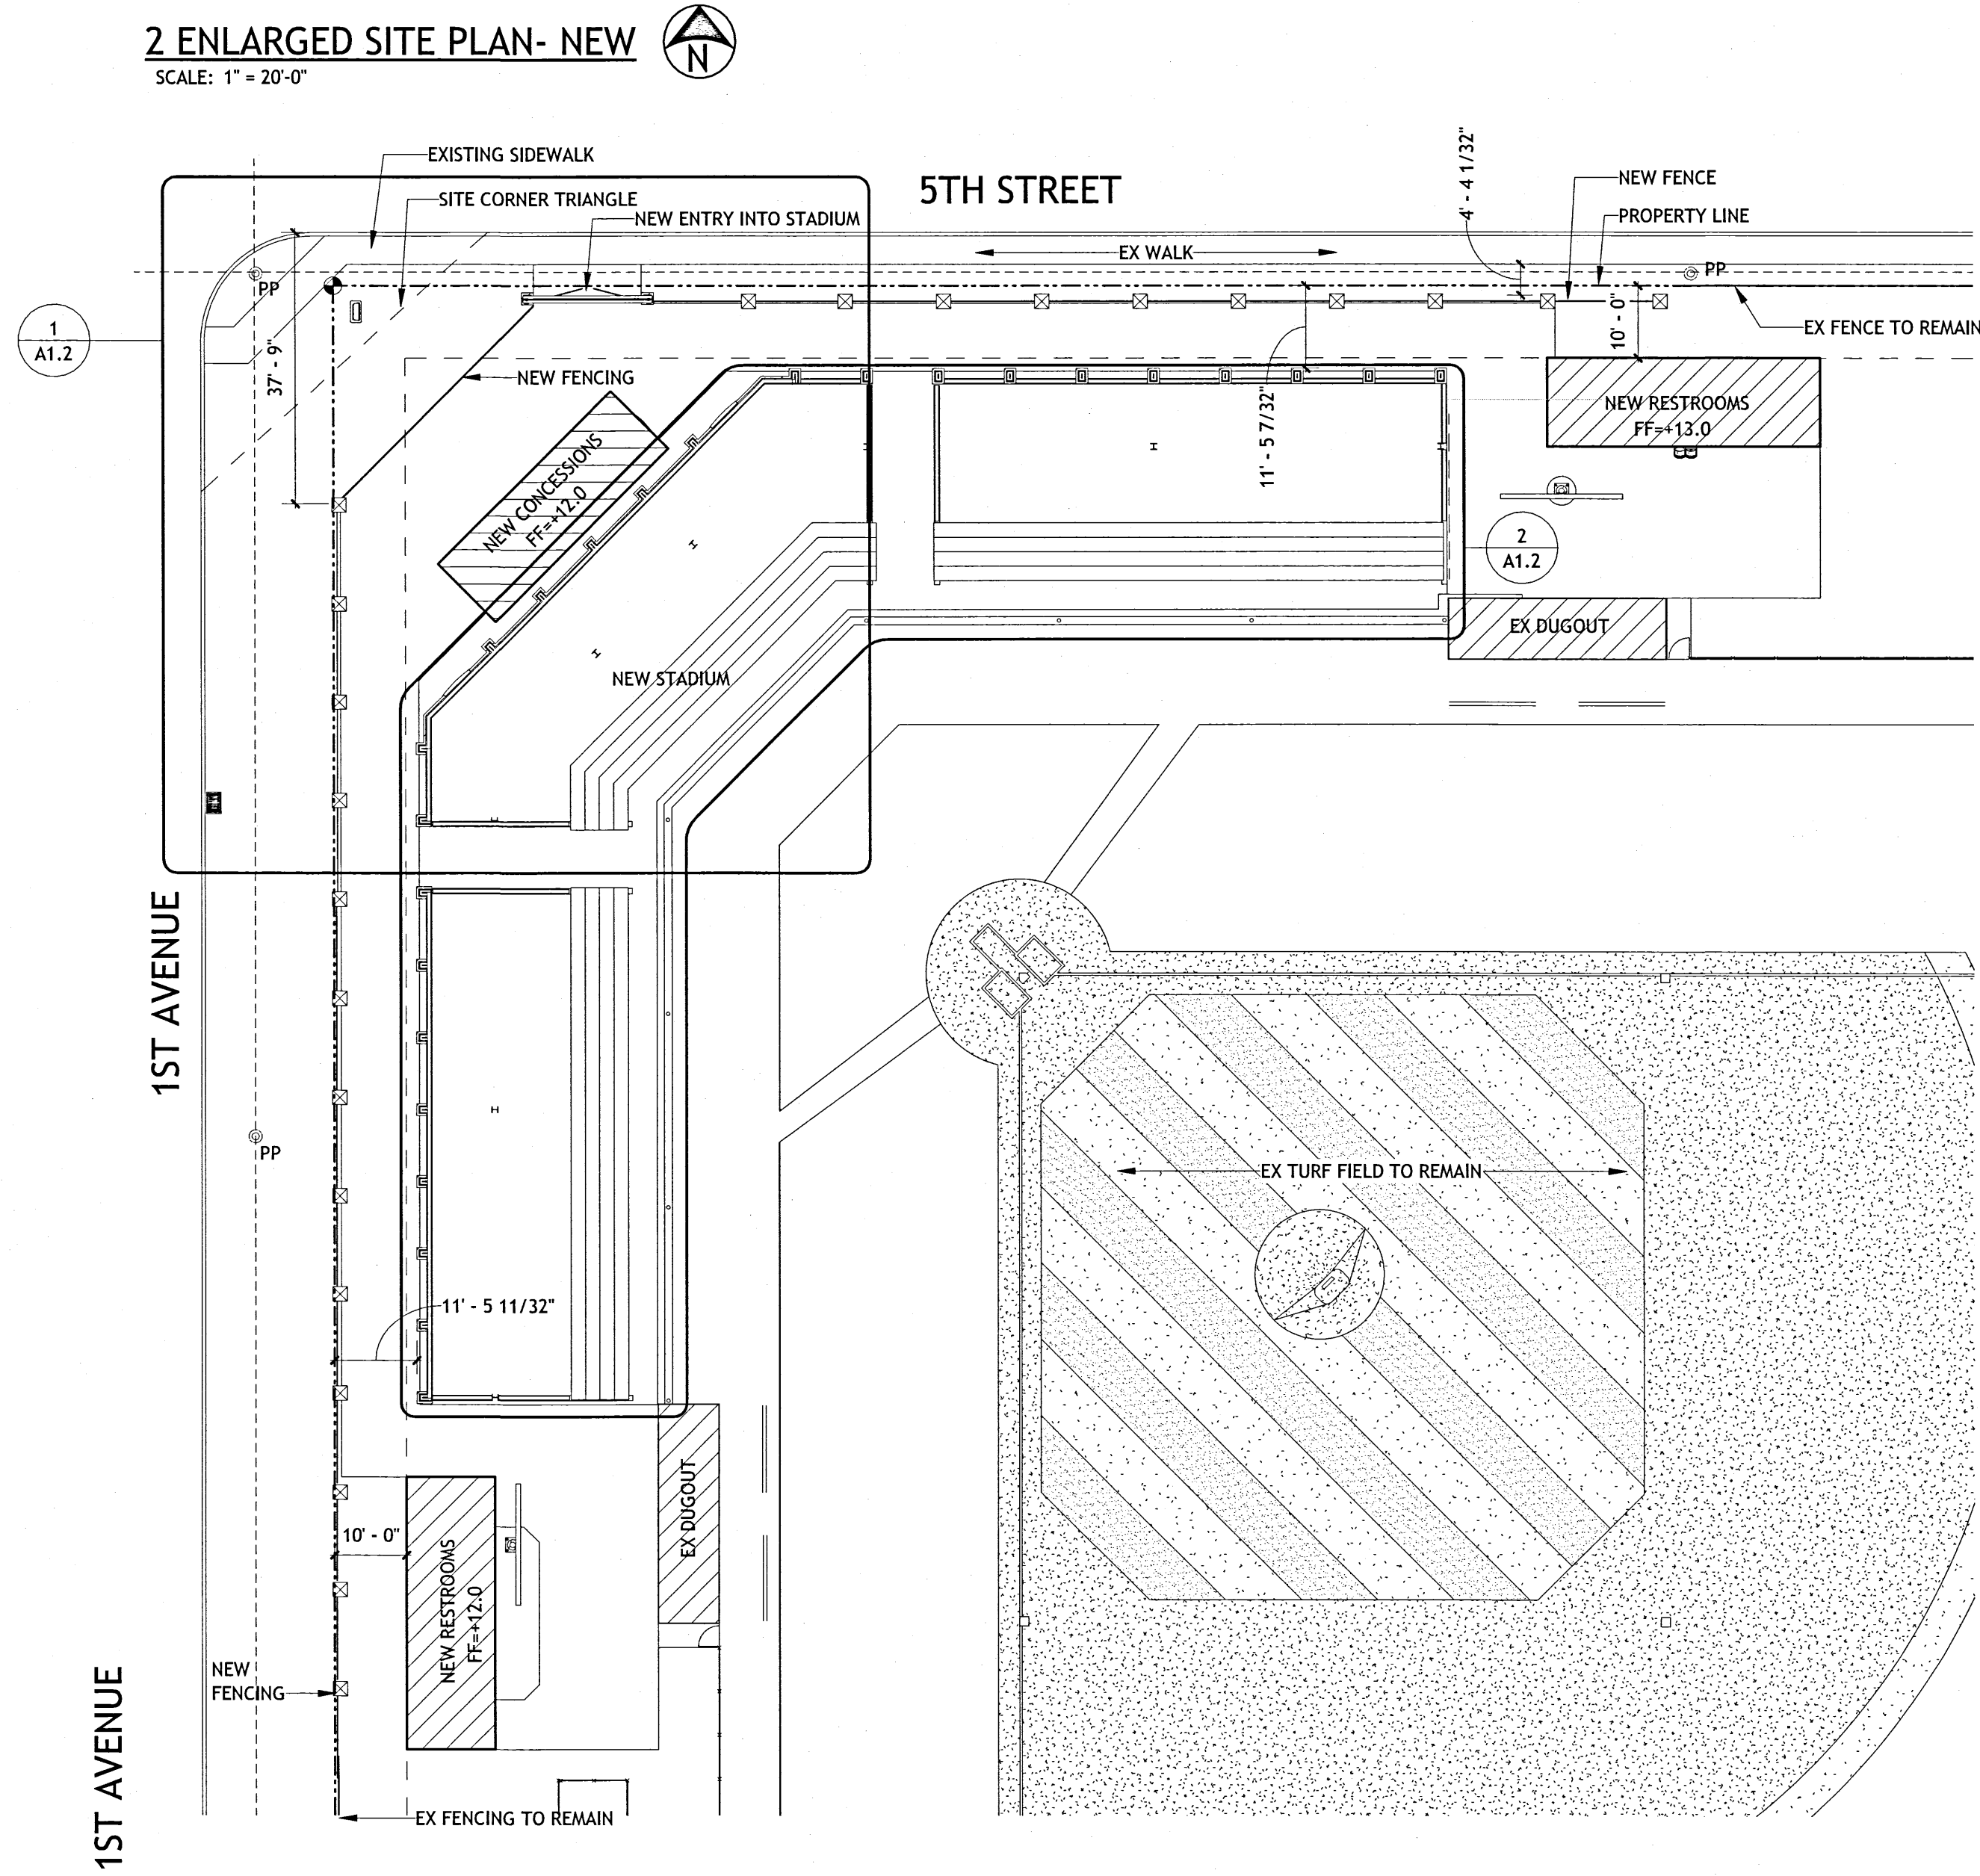 2 ENLARGED SITE PLAN- NEW
N
SCALE: 1" = 20'-0"
EXISTING SIDEWALK
SITE CORNER TRIANGLE
NEW ENTRY INTO STADIUM
5TH STREET
4' - 4 1/32"
NEW FENCE
PROPERTY LINE
EX WALK
PP
PP
1
A1.2
37' - 9"
10' - 0"
EX FENCE TO REMAIN
NEW FENCING
11' - 5 7/32"
NEW RESTROOMS
FF=+13.0
NEW CONCESSIONS
FF=+12.0
2
A1.2
EX DUGOUT
NEW STADIUM
1ST AVENUE
PP
EX TURF FIELD TO REMAIN
11' - 5 11/32"
EX DUGOUT
10' - 0"
NEW RESTROOMS
FF=+12.0
NEW
FENCING
1ST AVENUE
EX FENCING TO REMAIN